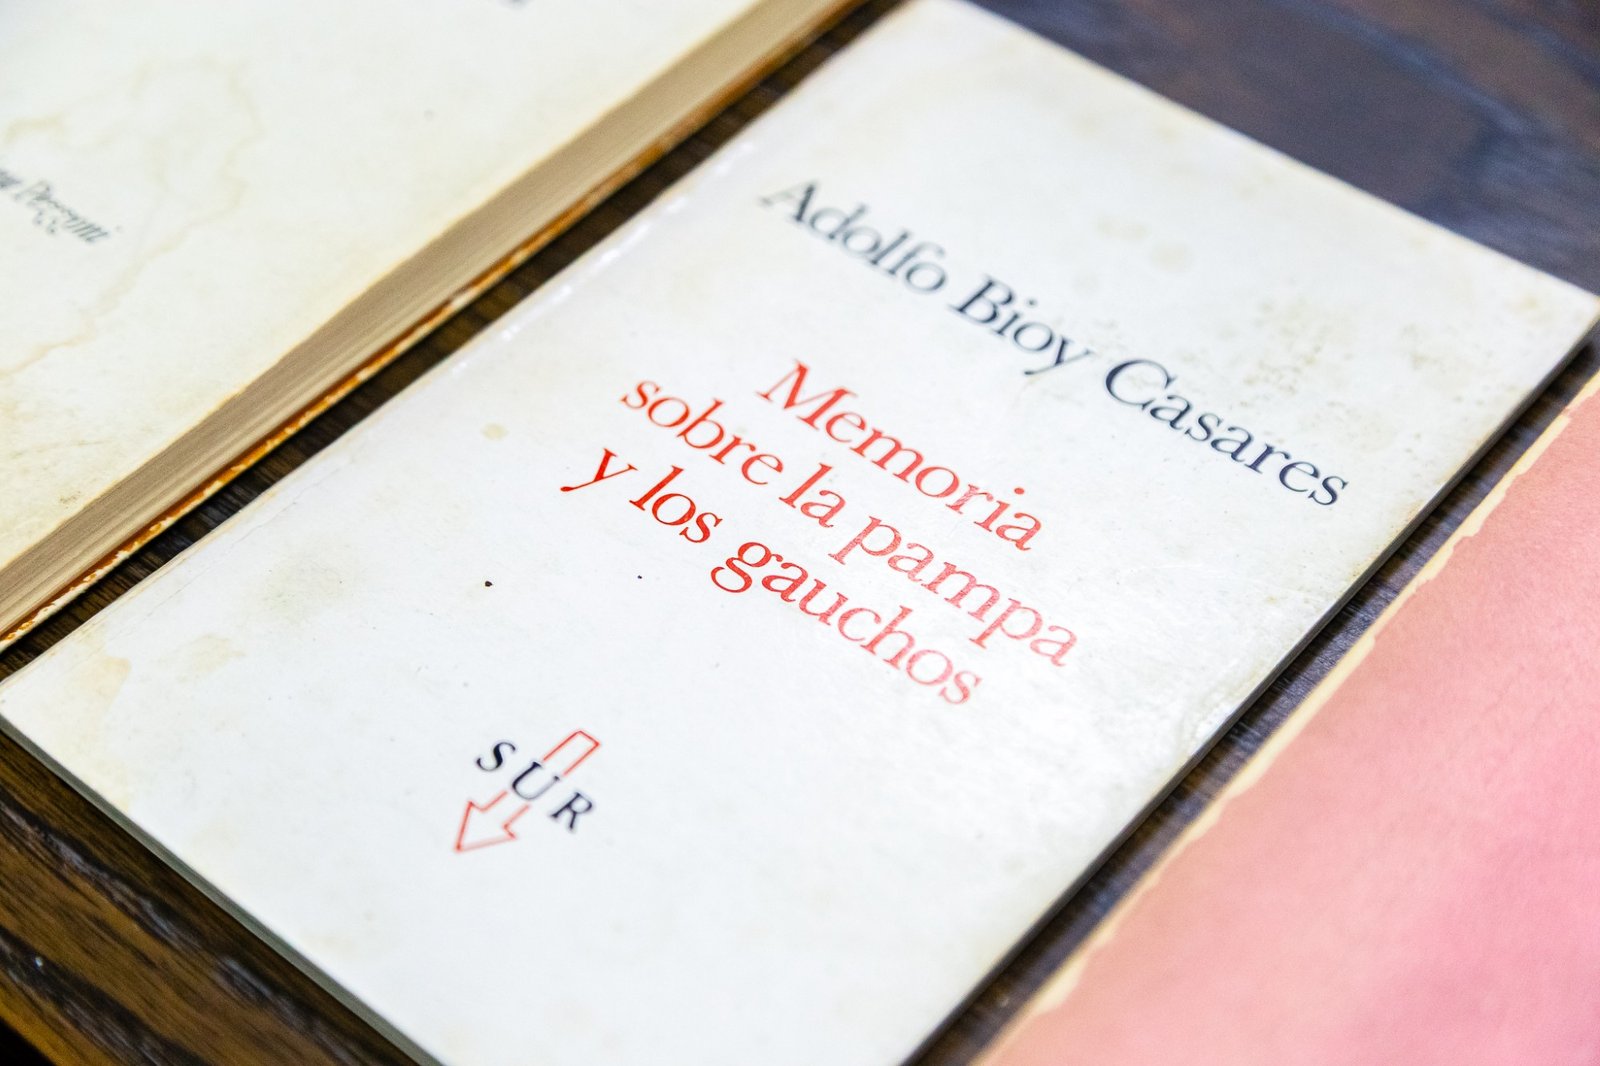 Adolfo Bioy Casares
Memoria
sobre la pampa
y los gauchos
SUR